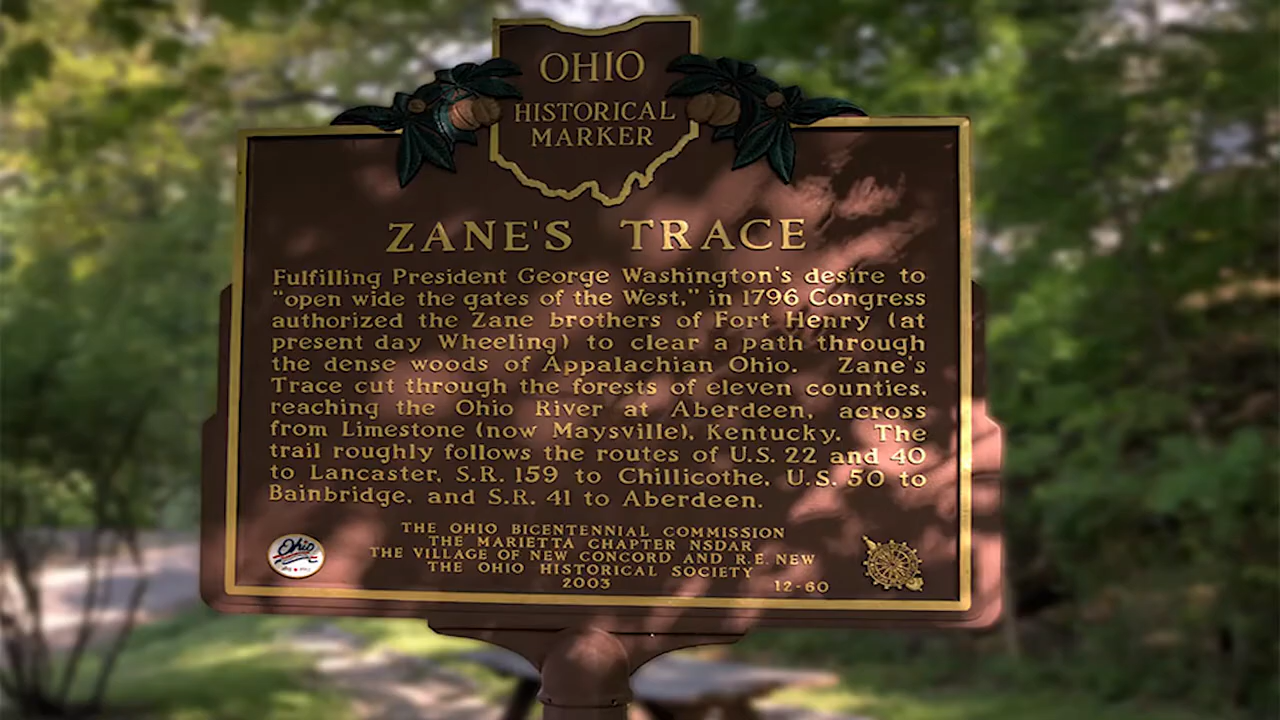 OHIO
HISTORICAL
MARKER
ZANE'S TRACE
Fulfilling President George Washington's desire to
"open wide the gates of the West," in 1796 Congress
authorized the Zane brothers of Fort Henry (at
present day Wheeling) to clear a path through
the dense woods of Appalachian Ohio. Zane's
Trace cut through the forests of eleven counties,
reaching the Ohio River at Aberdeen, across
from Limestone (now Maysville), Kentucky. The
trail roughly follows the routes of U.S. 22 and 40
to Lancaster, S.R. 159 to Chillicothe, U.S. 50 to
Bainbridge, and S.R. 41 to Aberdeen.
THE OHIO BICENTENNIAL COMMISSION
THE MARIETTA CHAPTER NSDAR
THE VILLAGE OF NEW CONCORD AND R.E. NEW
THE OHIO HISTORICAL SOCIETY
2003
12-60
Ohio